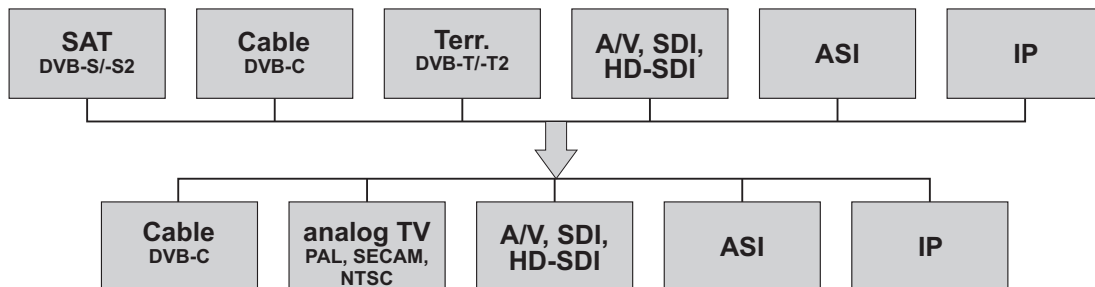 SAT
DVB-S/-S2
Cable
DVB-C
Terr.
DVB-T/-T2
A/V, SDI,
HD-SDI
ASI
IP
Cable
DVB-C
analog TV
PAL, SECAM,
NTSC
A/V, SDI,
HD-SDI
ASI
IP